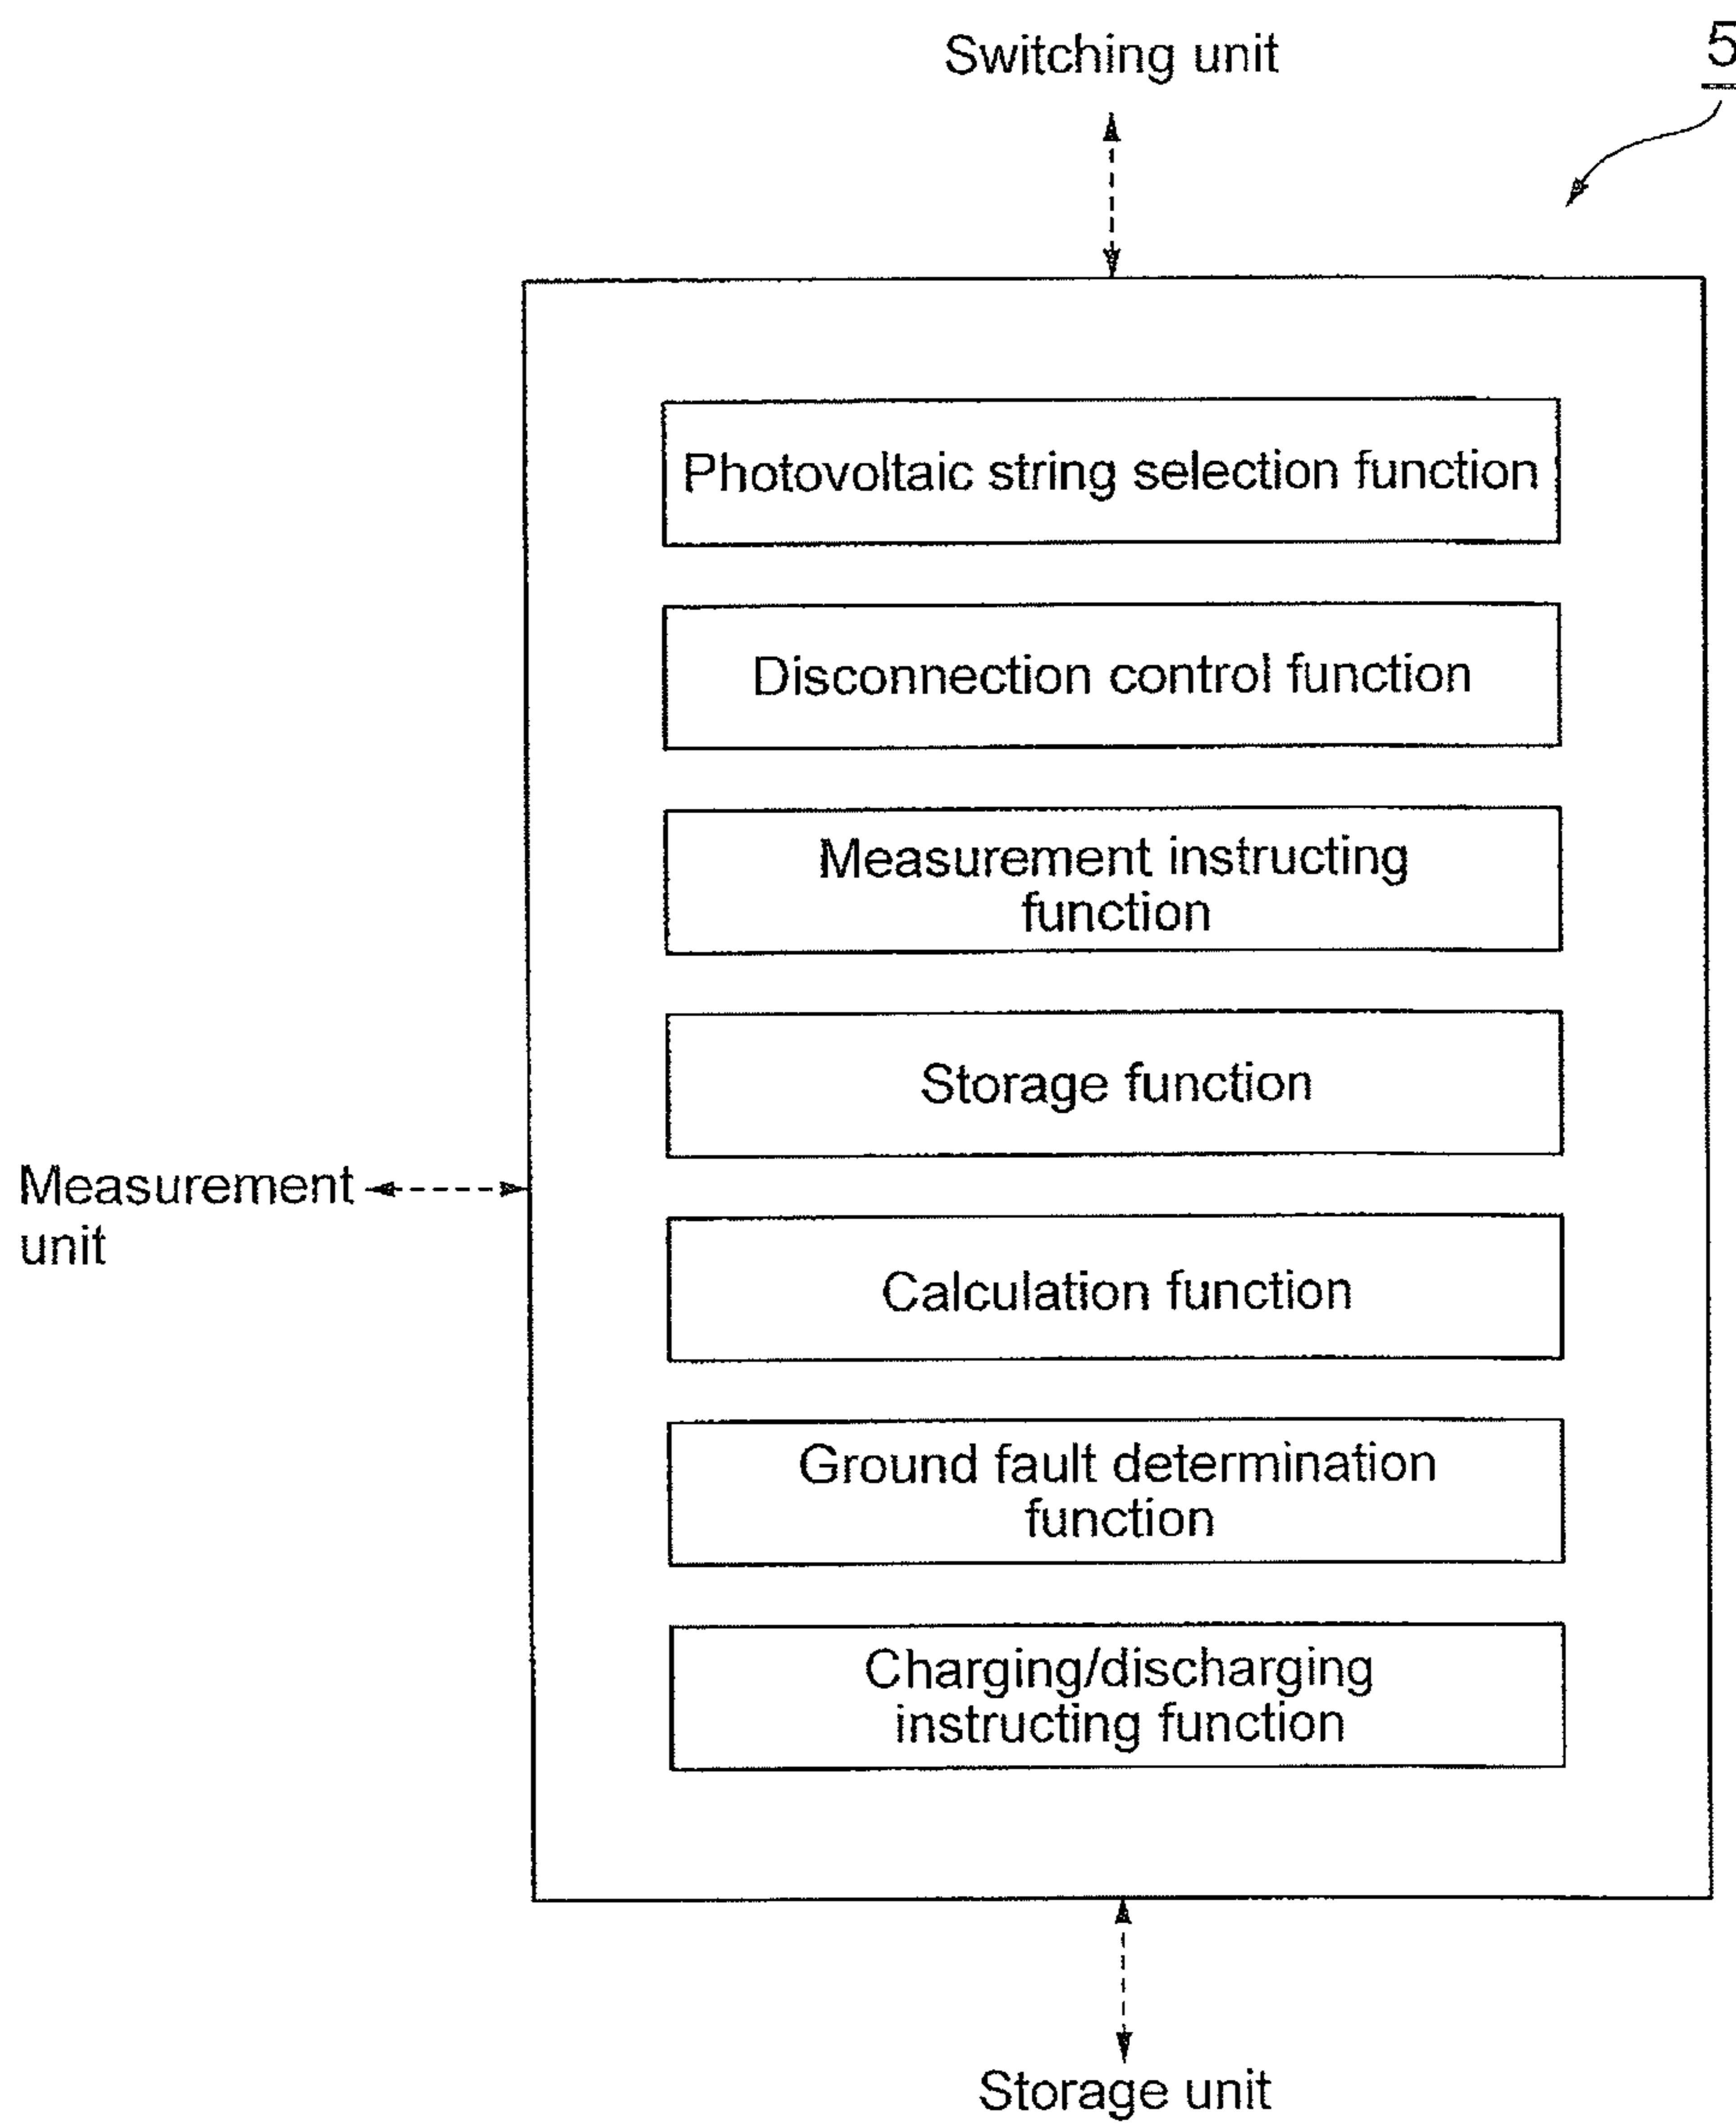 Switching unit
5
Photovoltaic string selection function
Disconnection control function
Measurement instructing
function
Storage function
Measurement
unit
Calculation function
Ground fault determination
function
Charging/discharging
instructing function
Storage unit